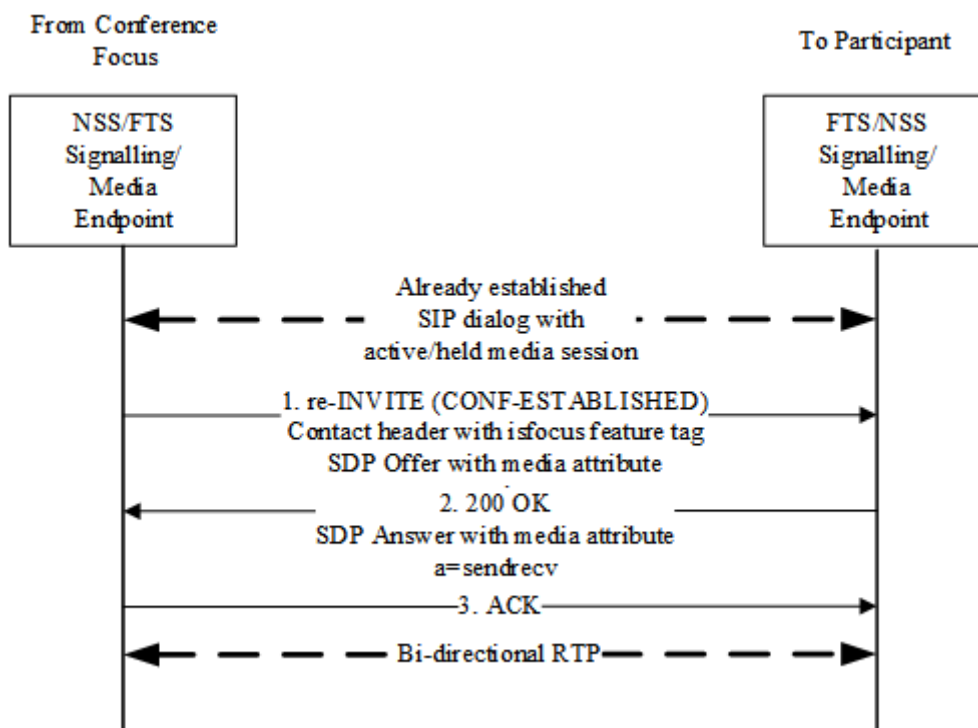 From Conference
Focus
To Participant
NSS/FTS
Signalling/
Media
Endpoint
FTS/NSS
Signalling/
Media
Endpoint
Already established
SIP dialog with
active/held media session
1. re-INVITE (CONF-ESTABLISHED)
Contact header with isfocus feature tag
SDP Offer with media attribute
2. 200 OK
SDP Answer with media attribute
a=sendrecv
3. ACK
Bi-directional RTP